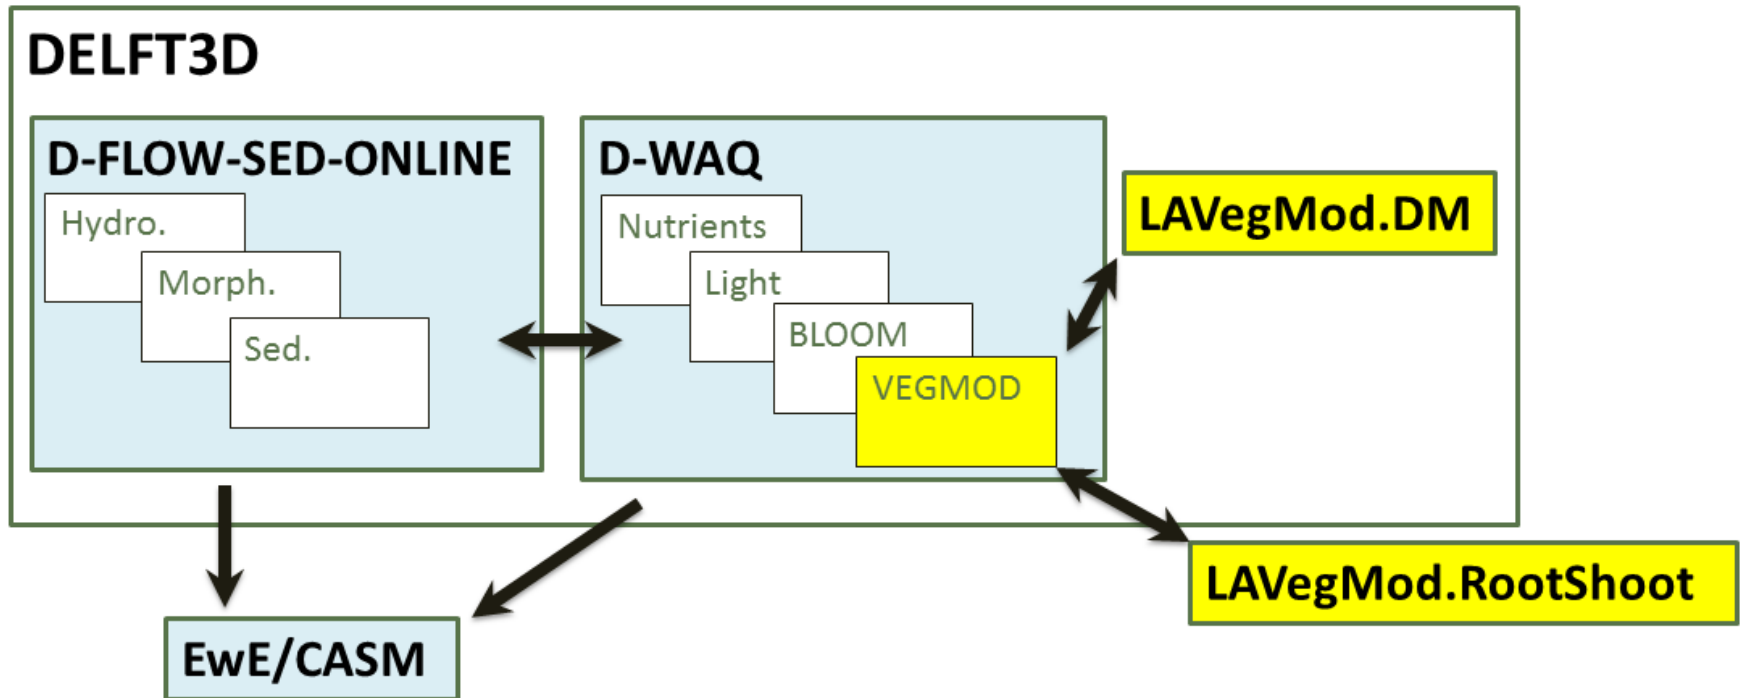 DELFT3D
D-FLOW-SED-ONLINE
Hydro.
Morph.
Sed.
D-WAQ
Nutrients
Light
BLOOM
VEGMOD
LAVegMod.DM
LAVegMod.RootShoot
EwE/CASM